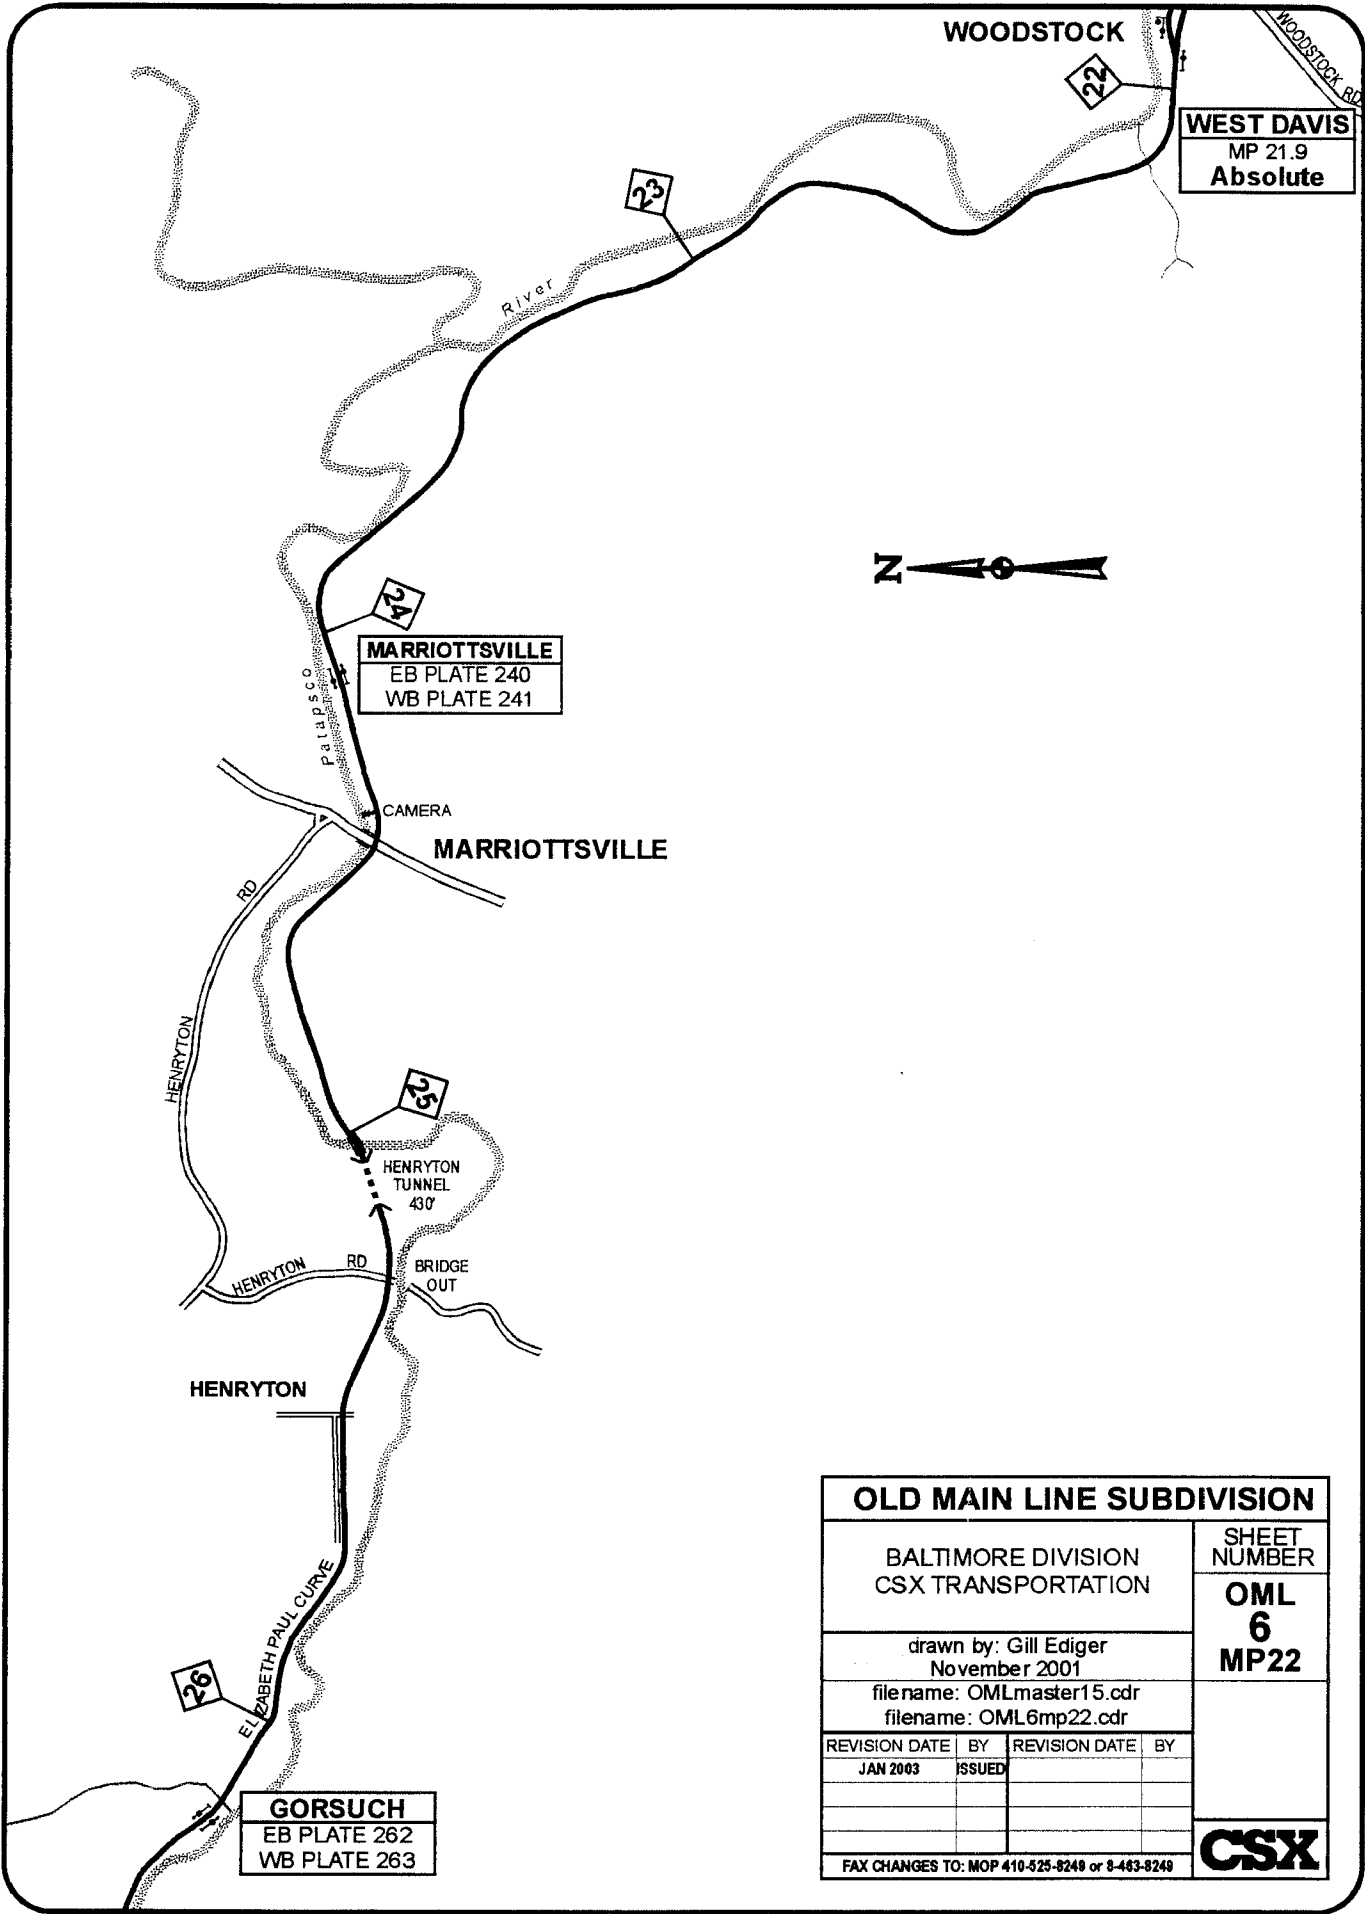 WOODSTOCK
WOODSTOCK RD
22
WEST DAVIS
MP 21.9
Absolute
23
River
N
24
MARRIOTTSVILLE
EB PLATE 240
WB PLATE 241
Patapsco
CAMERA
MARRIOTTSVILLE
RD
HENRYTON
25
HENRYTON
TUNNEL
430'
HENRYTON RD
BRIDGE
OUT
HENRYTON
ELIZABETH PAUL CURVE
26
GORSUCH
EB PLATE 262
WB PLATE 263
OLD MAIN LINE SUBDIVISION
BALTIMORE DIVISION
CSX TRANSPORTATION
SHEET
NUMBER
OML
6
MP22
drawn by: Gill Ediger
November 2001
filename: OMLmaster15.cdr
filename: OML6mp22.cdr
REVISION DATE BY REVISION DATE BY
JAN 2003 ISSUED
FAX CHANGES TO: MOP 410-525-8249 or 8-463-8249
CSX